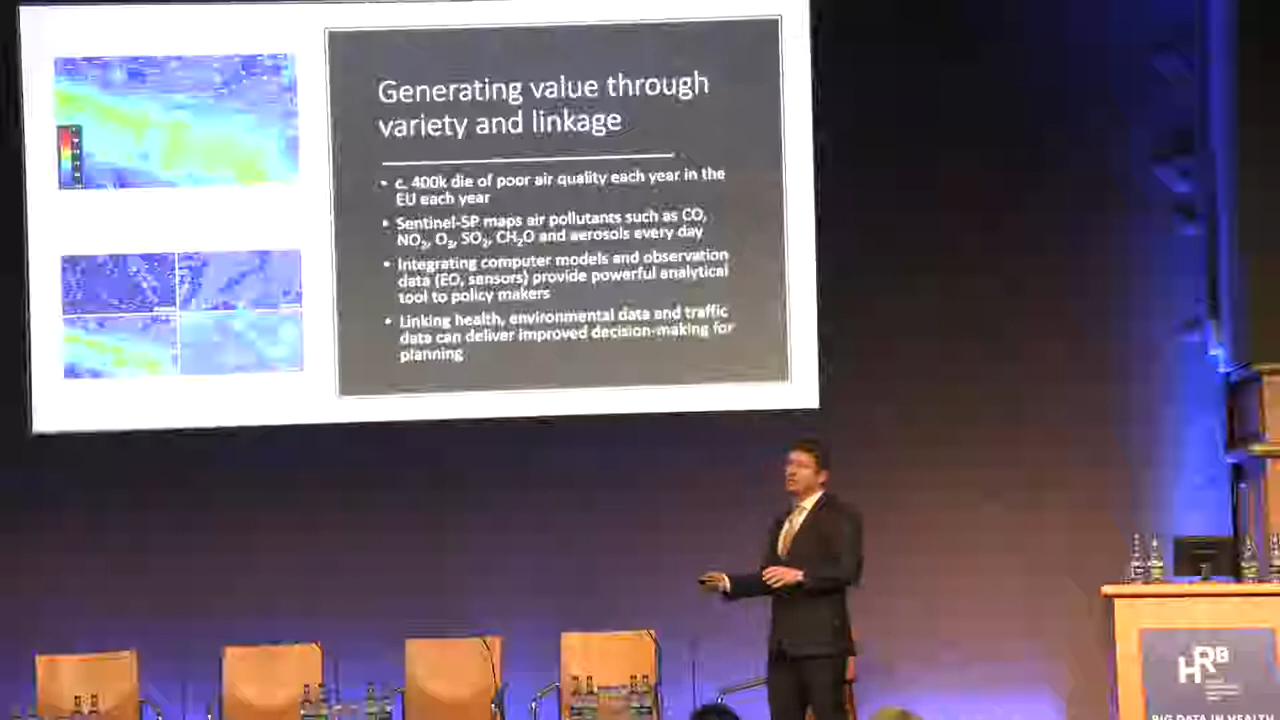 Generating value through
variety and linkage
• c. 400k die of poor air quality each year in the
EU each year
• Sentinel-5P maps air pollutants such as CO,
NO₂, O₃, SO₂, CH₂O and aerosols every day
• Integrating computer models and observation
data (EO, sensors) provide powerful analytical
tool to policy makers
• Linking health, environmental data and traffic
data can deliver improved decision-making for
planning
HRB
BIG DATA IN HEALTH